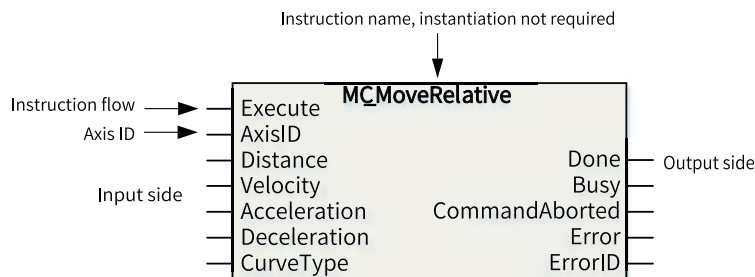 Instruction name, instantiation not required
MC_MoveRelative
Instruction flow
Execute
Axis ID
AxisID
Distance
Done
Output side
Input side
Velocity
Busy
Acceleration
CommandAborted
Deceleration
Error
CurveType
ErrorID